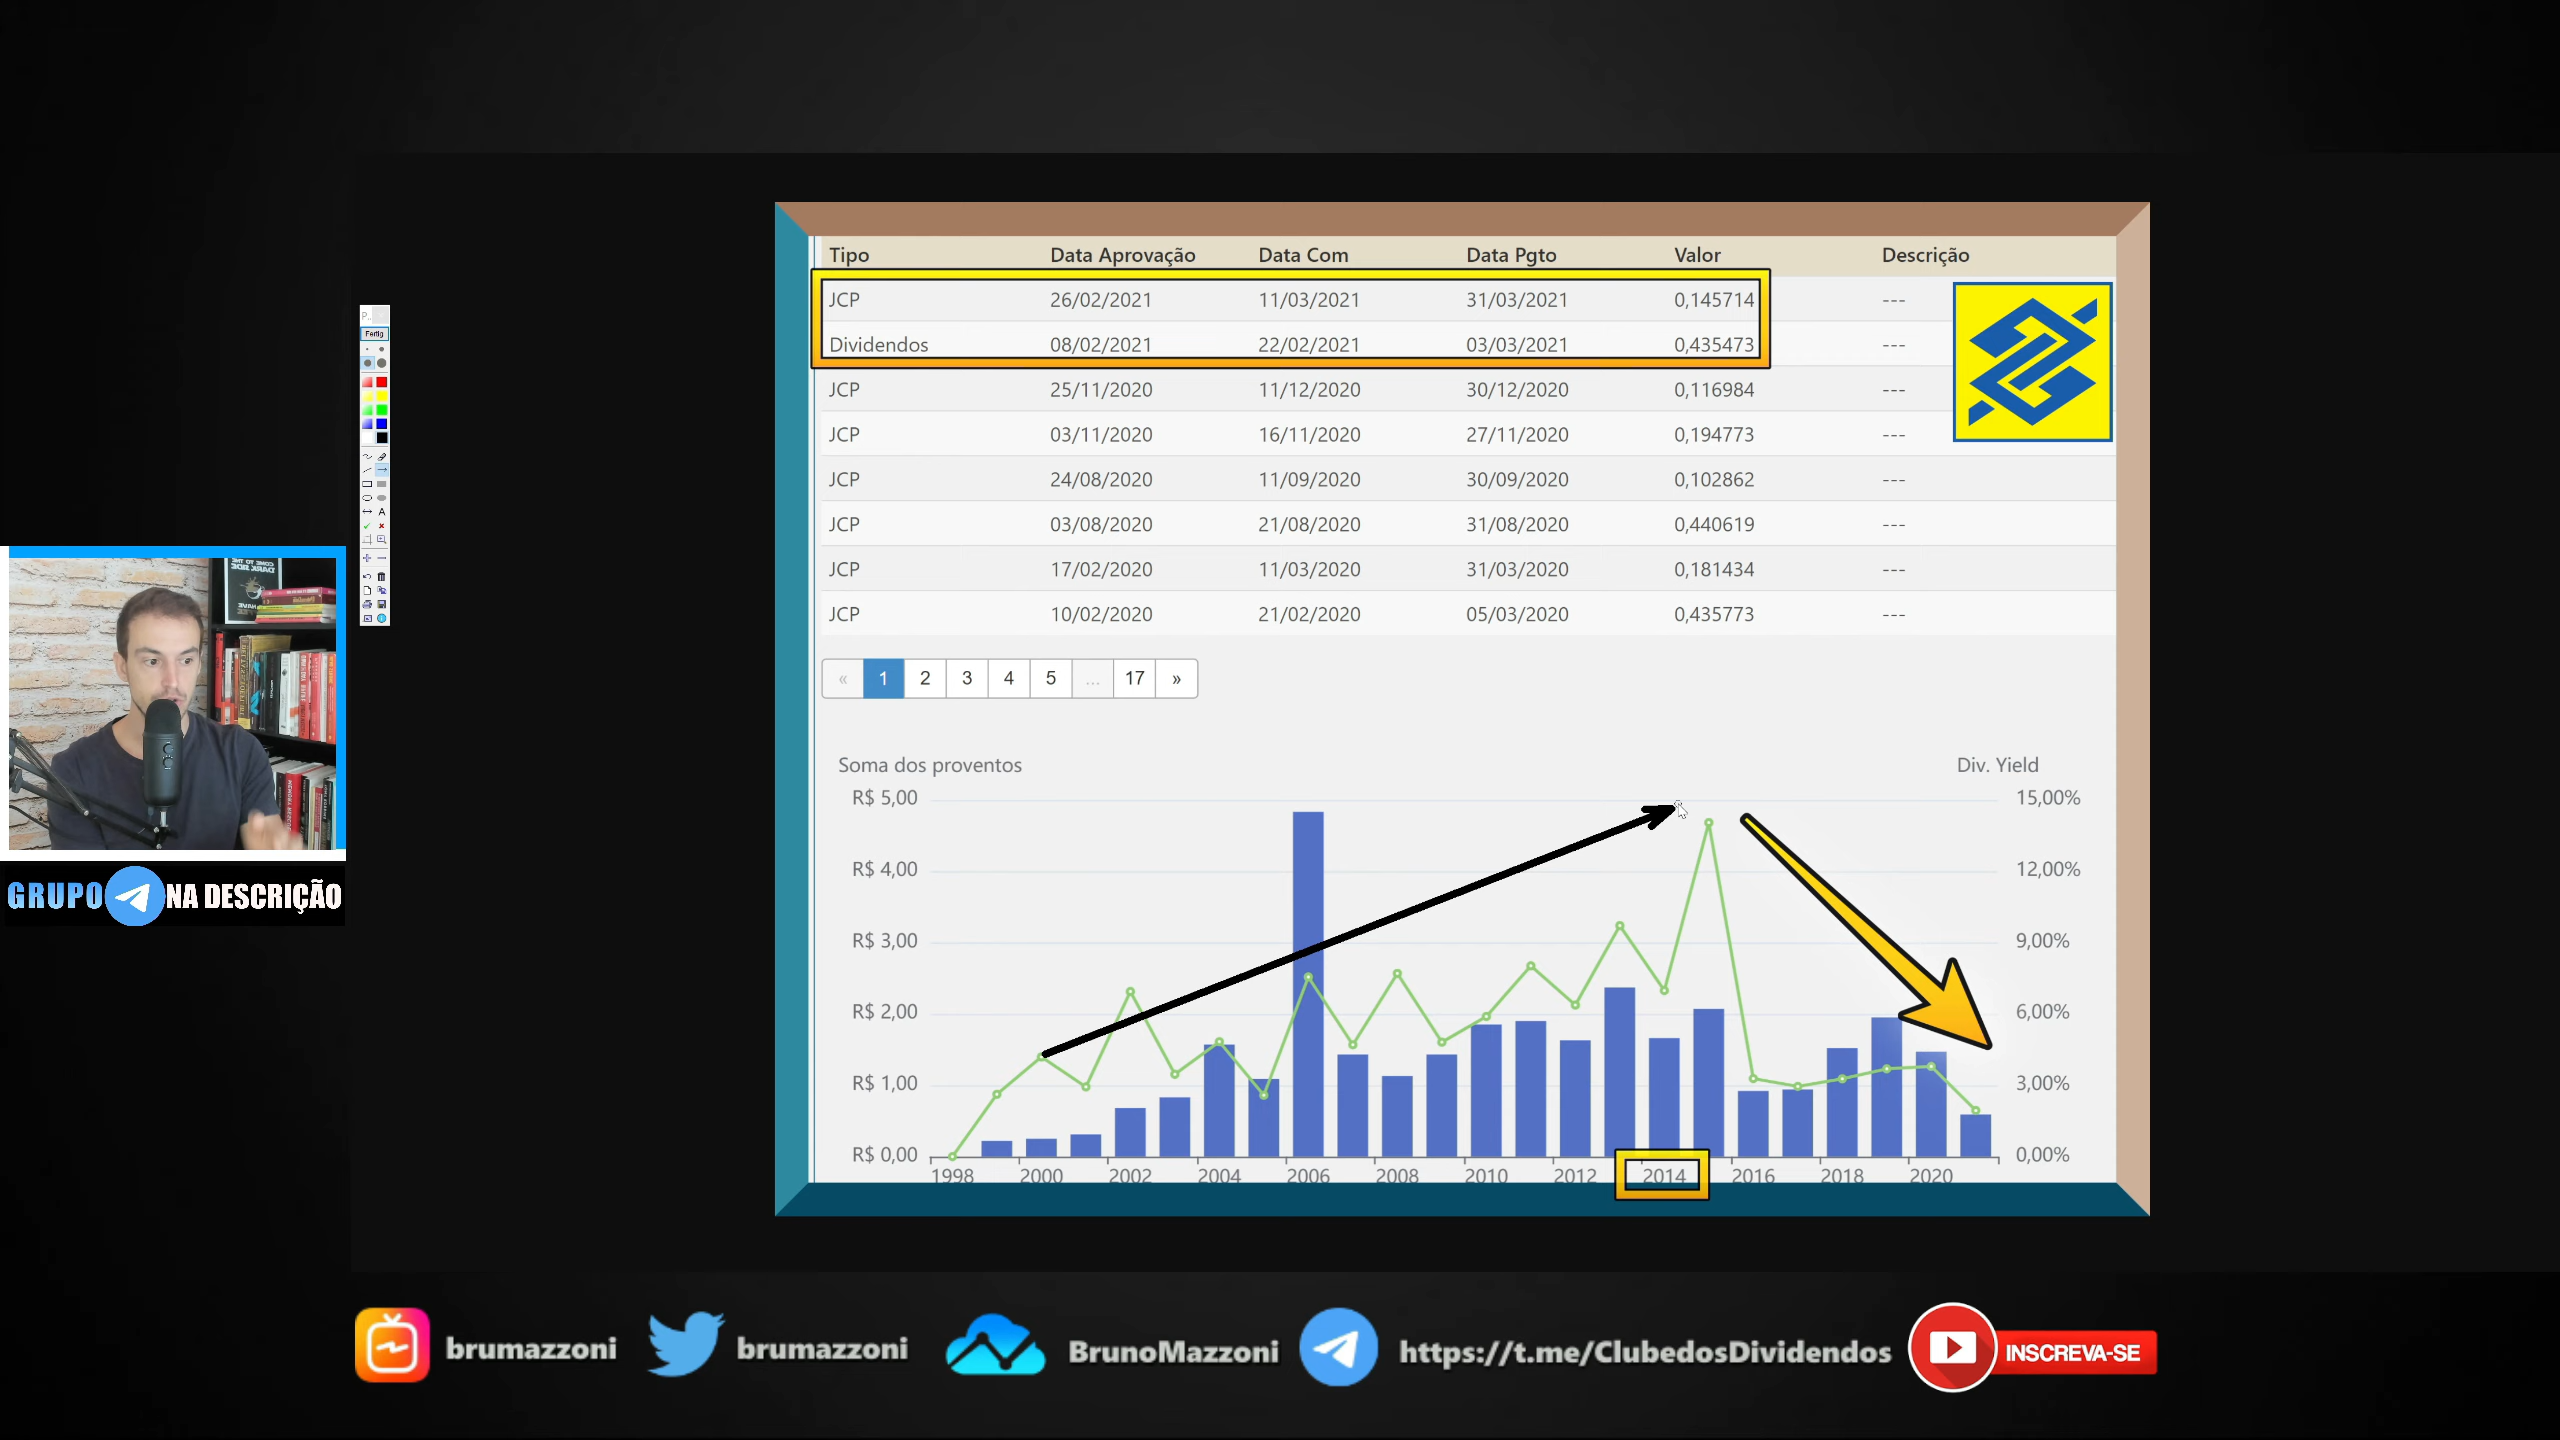 Tipo Data Aprovação Data Com Data Pgto Valor Descrição
JCP 26/02/2021 11/03/2021 31/03/2021 0,145714 ---
Dividendos 08/02/2021 22/02/2021 03/03/2021 0,435473 ---
JCP 25/11/2020 11/12/2020 30/12/2020 0,116984 ---
JCP 03/11/2020 16/11/2020 27/11/2020 0,194773 ---
JCP 24/08/2020 11/09/2020 30/09/2020 0,102862 ---
JCP 03/08/2020 21/08/2020 31/08/2020 0,440619 ---
JCP 17/02/2020 11/03/2020 31/03/2020 0,181434 ---
JCP 10/02/2020 21/02/2020 05/03/2020 0,435773 ---
« 1 2 3 4 5 ... 17 »
Fertig
A
Soma dos proventos Div. Yield
R$ 5,00 15,00%
R$ 4,00 12,00%
R$ 3,00 9,00%
R$ 2,00 6,00%
R$ 1,00 3,00%
R$ 0,00 0,00%
1998 2000 2002 2004 2006 2008 2010 2012 2014 2016 2018 2020
GRUPO NA DESCRIÇÃO
brumazzoni brumazzoni BrunoMazzoni https://t.me/ClubedosDividendos INSCREVA-SE